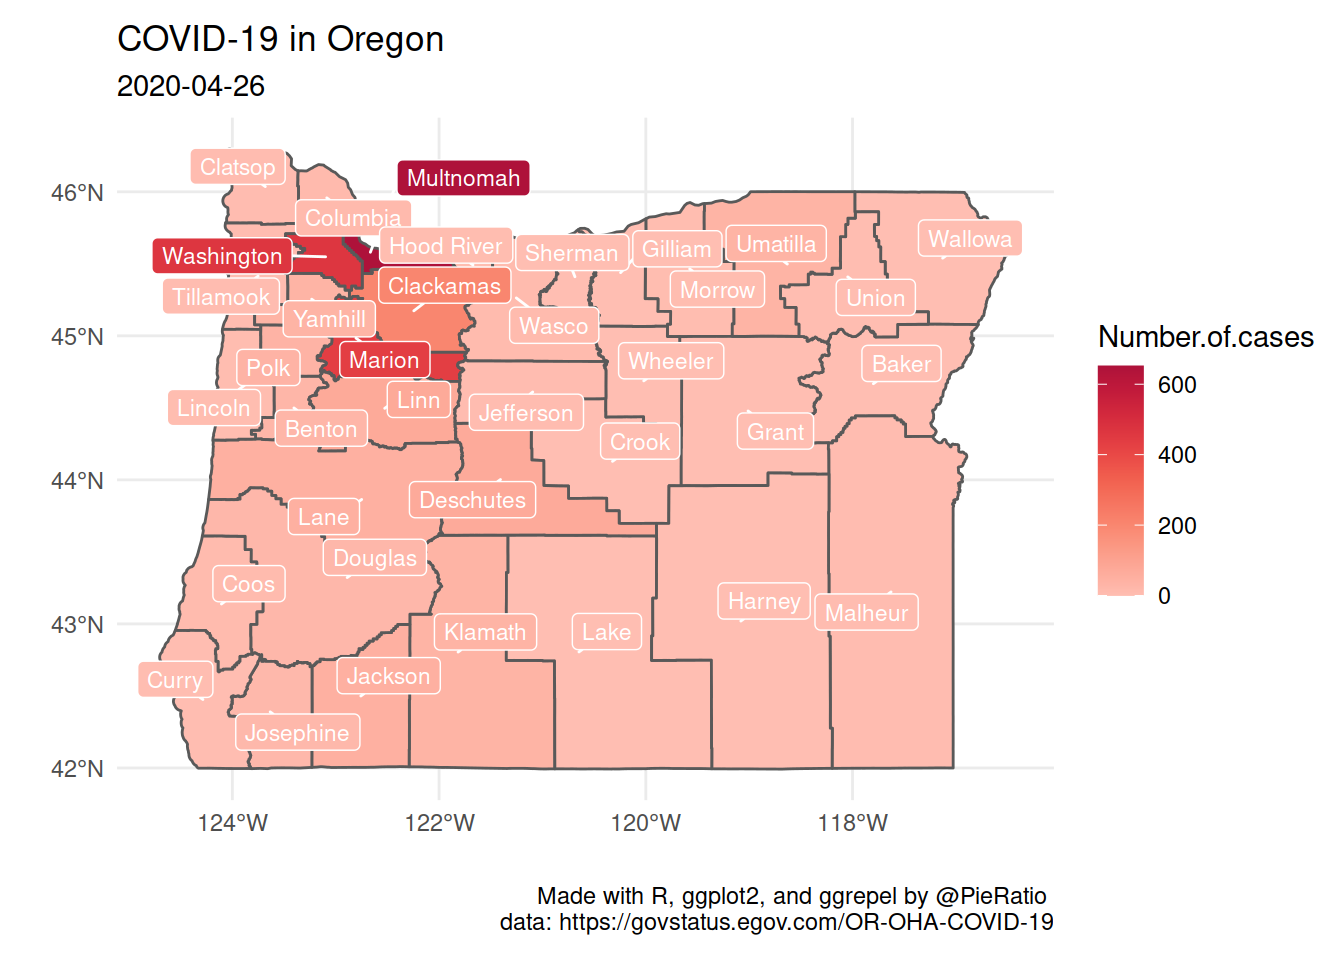 COVID-19 in Oregon
2020-04-26
46°N
45°N
44°N
43°N
42°N
Clatsop
Multnomah
Columbia
Washington
Hood River
Sherman
Gilliam
Umatilla
Wallowa
Tillamook
Clackamas
Morrow
Union
Yamhill
Wasco
Polk
Marion
Wheeler
Baker
Lincoln
Linn
Jefferson
Benton
Crook
Grant
Lane
Deschutes
Douglas
Coos
Klamath
Lake
Harney
Malheur
Curry
Jackson
Josephine
124°W
122°W
120°W
118°W
Number.of.cases
600
400
200
0
Made with R, ggplot2, and ggrepel by @PieRatio
data: https://govstatus.egov.com/OR-OHA-COVID-19